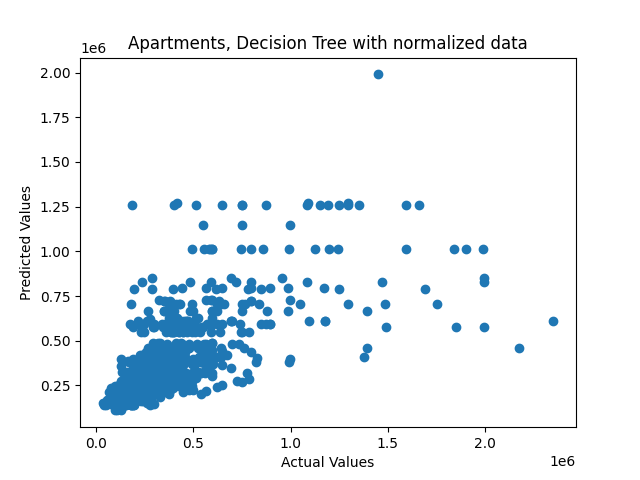 Apartments, Decision Tree with normalized data
1e6
2.00
1.75
1.50
1.25
1.00
0.75
0.50
0.25
Predicted Values
0.0 0.5 1.0 1.5 2.0
1e6
Actual Values